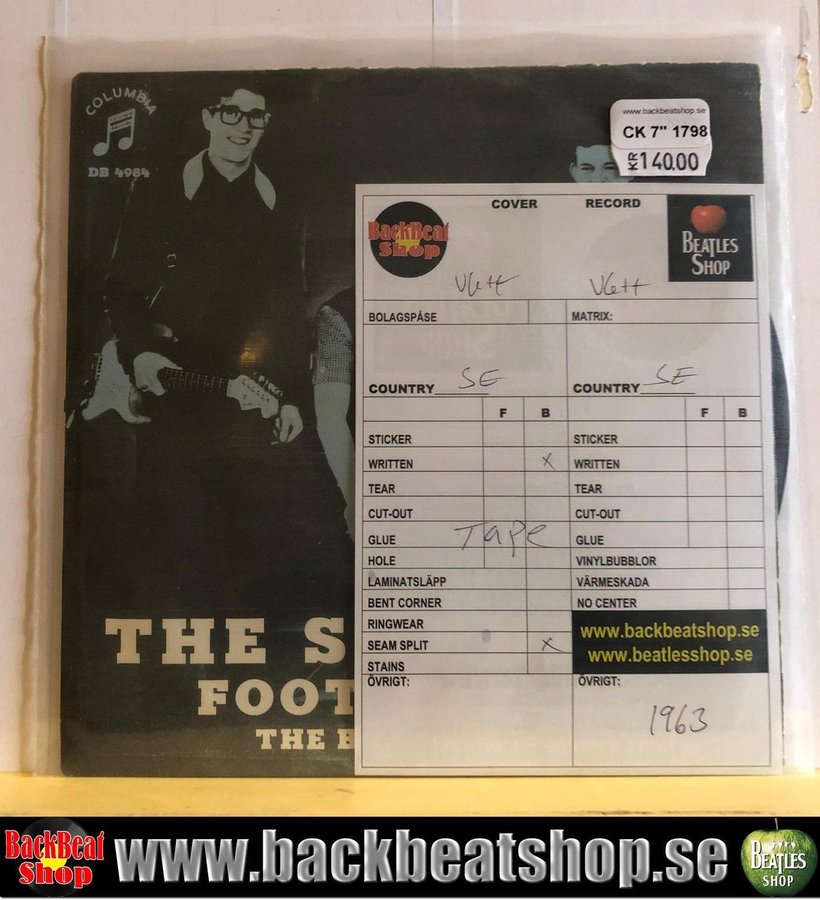 COLUMBIA
DB 4984
www.backbeatshop.se
CK 7" 1798
KR 140.00
COVER RECORD
BackBeat Shop
BEATLES SHOP
VG++ VG++
BOLAGSPÅSE MATRIX:
COUNTRY SE COUNTRY SE
F B F B
STICKER STICKER
WRITTEN X WRITTEN
TEAR TEAR
CUT-OUT CUT-OUT
GLUE TAPE GLUE
HOLE VINYLBUBBLOR
LAMINATSLÄPP VÄRMESKADA
BENT CORNER NO CENTER
RINGWEAR
SEAM SPLIT X
STAINS
www.backbeatshop.se
www.beatlesshop.se
ÖVRIGT: ÖVRIGT:
1963
THE S
FOOT
THE B
BackBeat Shop www.backbeatshop.se BEATLES SHOP